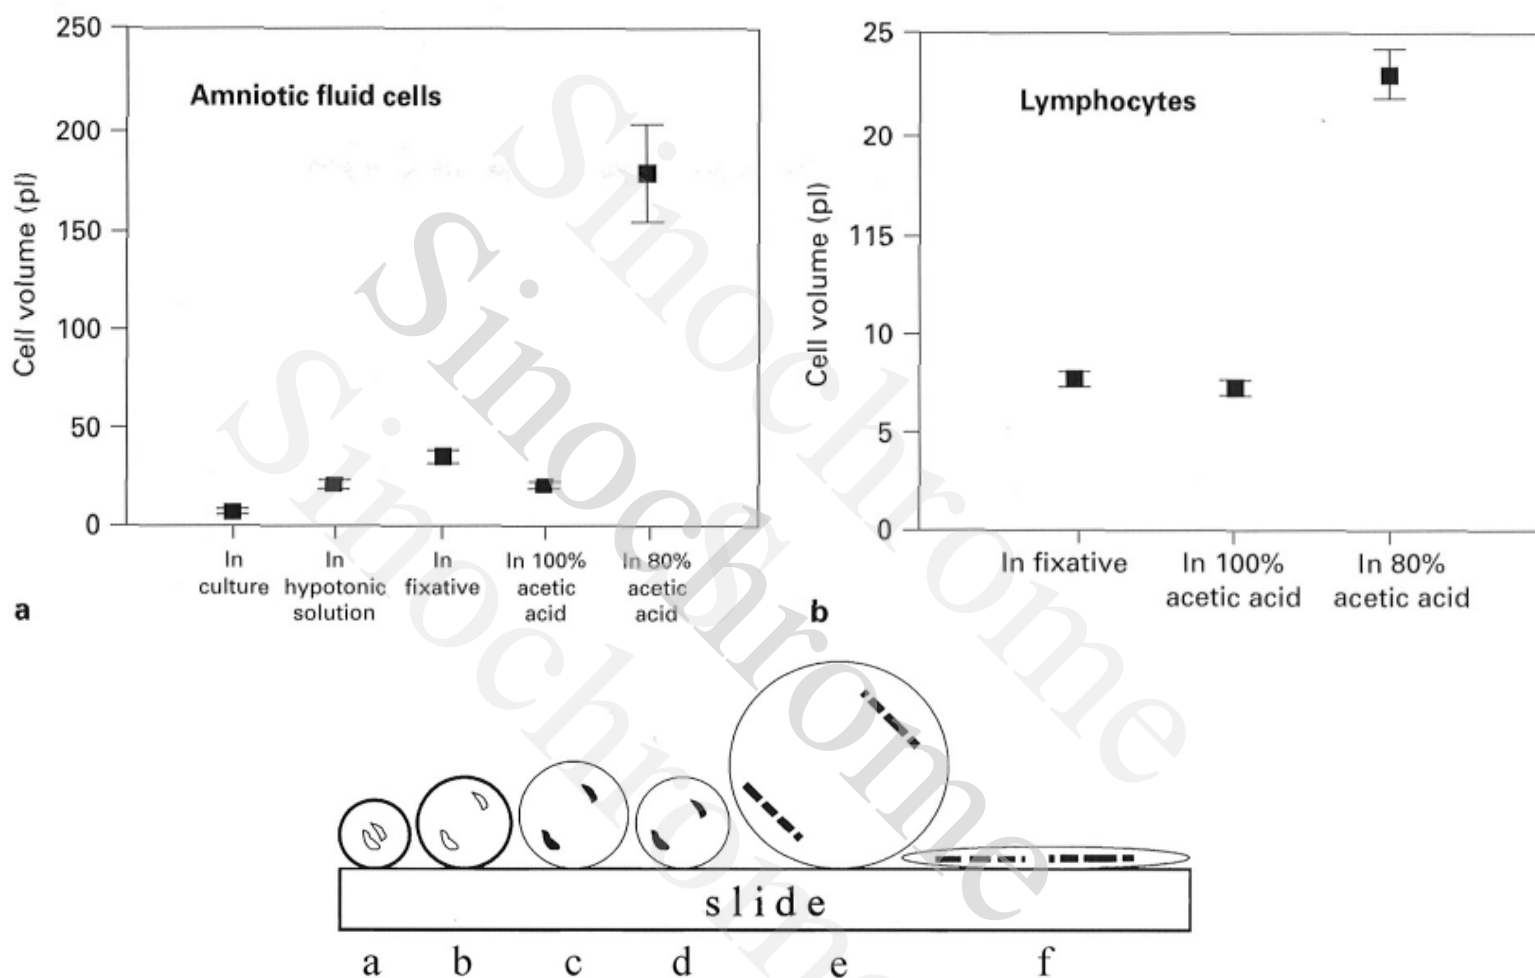 250
200
150
100
50
0
Cell volume (pl)
Amniotic fluid cells
In culture
In hypotonic solution
In fixative
In 100% acetic acid
In 80% acetic acid
a
25
20
115
10
5
0
Cell volume (pl)
Lymphocytes
In fixative
In 100% acetic acid
In 80% acetic acid
b
slide
a b c d e f
Sinochrome
Sinochrome
Sinochrome